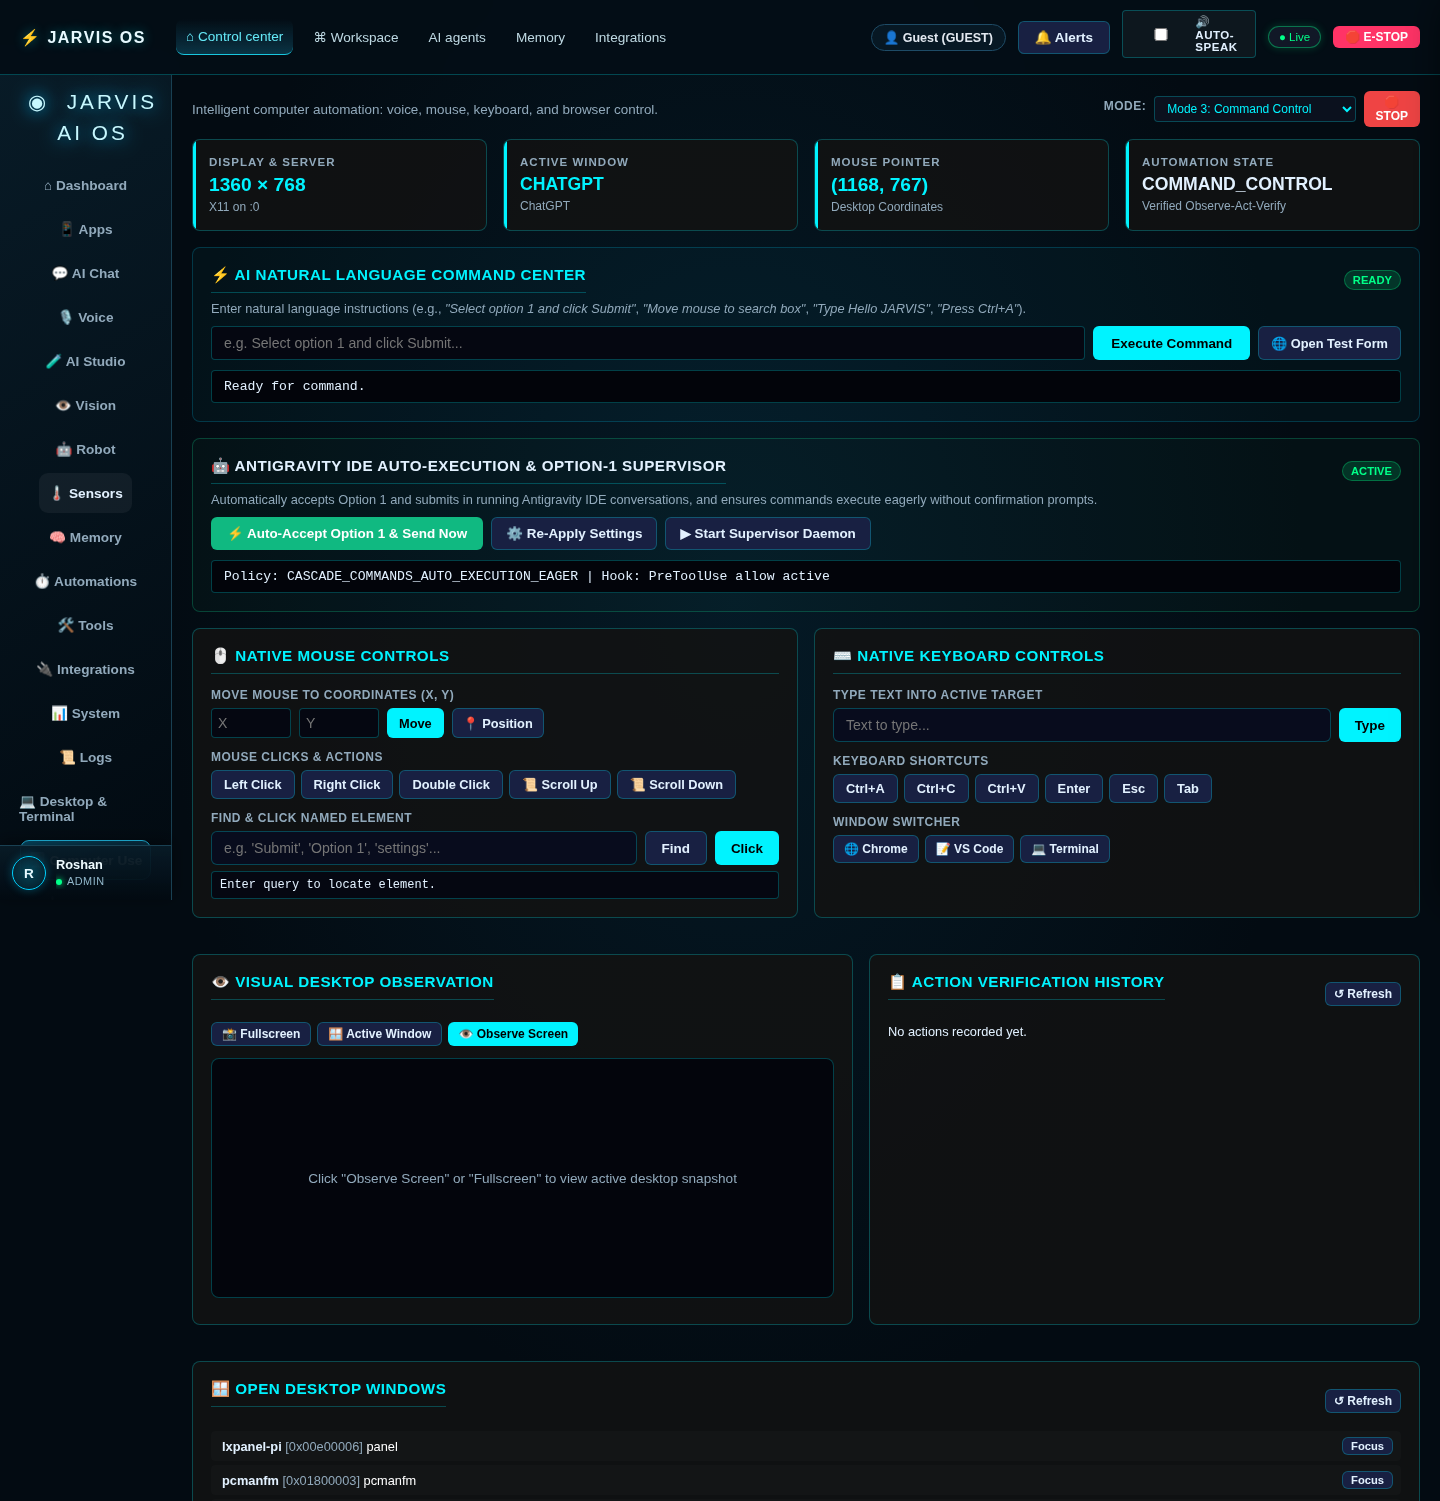 ⚡ JARVIS OS
⌂ Control center
⌘ Workspace
AI agents
Memory
Integrations
👤 Guest (GUEST)
🔔 Alerts
🔊 AUTO-SPEAK
● Live
🛑 E-STOP
◉ JARVIS
AI OS
⌂ Dashboard
📱 Apps
💬 AI Chat
🎙️ Voice
🧪 AI Studio
👁️ Vision
🤖 Robot
🌡️ Sensors
🧠 Memory
⏱️ Automations
🛠️ Tools
🔌 Integrations
📊 System
📜 Logs
💻 Desktop &
Terminal
R
Roshan
● ADMIN
Intelligent computer automation: voice, mouse, keyboard, and browser control.
MODE:
Mode 3: Command Control
🛑 STOP
DISPLAY & SERVER
1360 × 768
X11 on :0
ACTIVE WINDOW
CHATGPT
ChatGPT
MOUSE POINTER
(1168, 767)
Desktop Coordinates
AUTOMATION STATE
COMMAND_CONTROL
Verified Observe-Act-Verify
⚡ AI NATURAL LANGUAGE COMMAND CENTER
READY
Enter natural language instructions (e.g., "Select option 1 and click Submit", "Move mouse to search box", "Type Hello JARVIS", "Press Ctrl+A").
e.g. Select option 1 and click Submit...
Execute Command
🌐 Open Test Form
Ready for command.
🤖 ANTIGRAVITY IDE AUTO-EXECUTION & OPTION-1 SUPERVISOR
ACTIVE
Automatically accepts Option 1 and submits in running Antigravity IDE conversations, and ensures commands execute eagerly without confirmation prompts.
⚡ Auto-Accept Option 1 & Send Now
⚙️ Re-Apply Settings
▶ Start Supervisor Daemon
Policy: CASCADE_COMMANDS_AUTO_EXECUTION_EAGER | Hook: PreToolUse allow active
🖱️ NATIVE MOUSE CONTROLS
MOVE MOUSE TO COORDINATES (X, Y)
X
Y
Move
📍 Position
MOUSE CLICKS & ACTIONS
Left Click
Right Click
Double Click
📜 Scroll Up
📜 Scroll Down
FIND & CLICK NAMED ELEMENT
e.g. 'Submit', 'Option 1', 'settings'...
Find
Click
Enter query to locate element.
⌨️ NATIVE KEYBOARD CONTROLS
TYPE TEXT INTO ACTIVE TARGET
Text to type...
Type
KEYBOARD SHORTCUTS
Ctrl+A
Ctrl+C
Ctrl+V
Enter
Esc
Tab
WINDOW SWITCHER
🌐 Chrome
📝 VS Code
💻 Terminal
👁️ VISUAL DESKTOP OBSERVATION
📸 Fullscreen
🪟 Active Window
👁️ Observe Screen
Click "Observe Screen" or "Fullscreen" to view active desktop snapshot
📋 ACTION VERIFICATION HISTORY
↺ Refresh
No actions recorded yet.
🪟 OPEN DESKTOP WINDOWS
↺ Refresh
lxpanel-pi [0x00e00006] panel
Focus
pcmanfm [0x01800003] pcmanfm
Focus